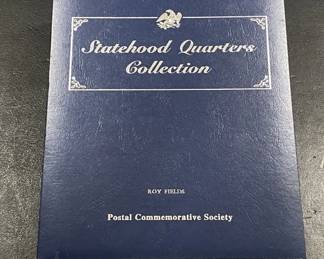 Statehood Quarters
Collection
ROY FIELDS
Postal Commemorative Society